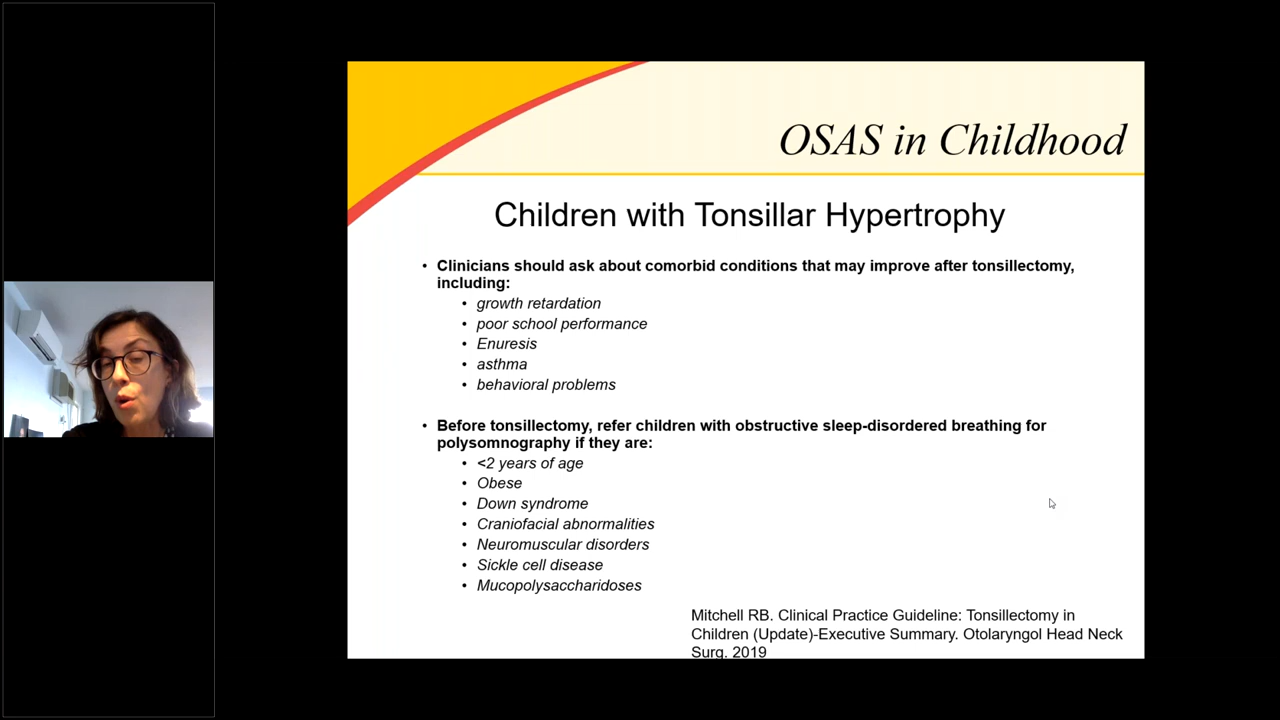 OSAS in Childhood
Children with Tonsillar Hypertrophy
• Clinicians should ask about comorbid conditions that may improve after tonsillectomy,
including:
• growth retardation
• poor school performance
• Enuresis
• asthma
• behavioral problems
• Before tonsillectomy, refer children with obstructive sleep-disordered breathing for
polysomnography if they are:
• <2 years of age
• Obese
• Down syndrome
• Craniofacial abnormalities
• Neuromuscular disorders
• Sickle cell disease
• Mucopolysaccharidoses
Mitchell RB. Clinical Practice Guideline: Tonsillectomy in
Children (Update)-Executive Summary. Otolaryngol Head Neck
Surg. 2019